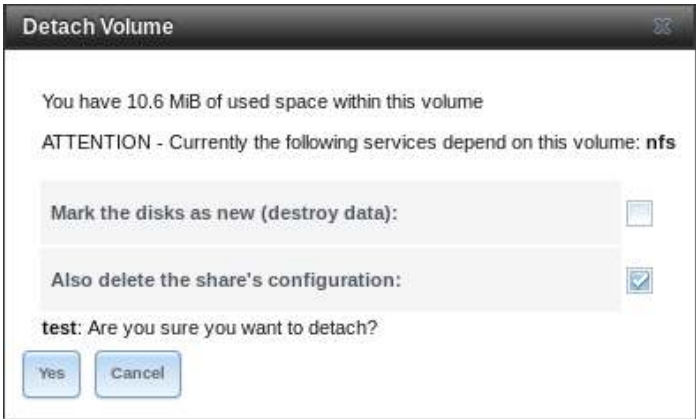 Detach Volume
You have 10.6 MiB of used space within this volume
ATTENTION - Currently the following services depend on this volume: nfs
Mark the disks as new (destroy data):
Also delete the share's configuration:
test: Are you sure you want to detach?
Yes
Cancel